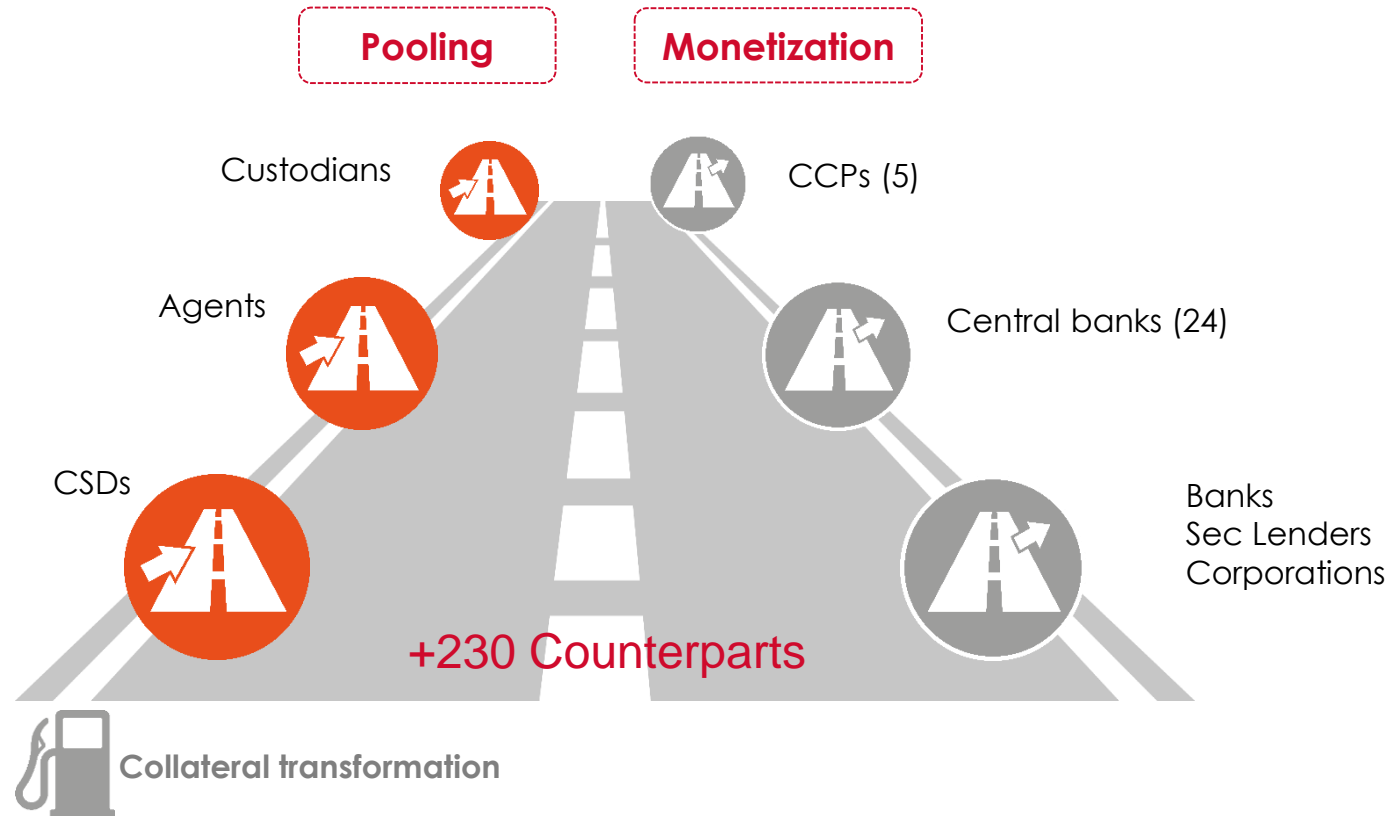 Pooling
Monetization
Custodians
CCPs (5)
Agents
Central banks (24)
CSDs
Banks
Sec Lenders
Corporations
+230 Counterparts
Collateral transformation